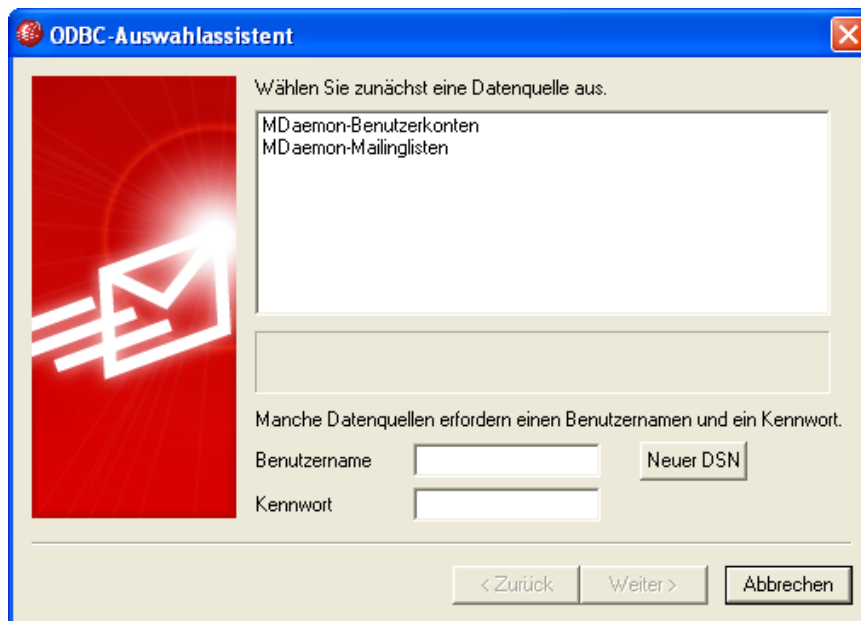 ODBC-Auswahlassistent
Wählen Sie zunächst eine Datenquelle aus.
MDaemon-Benutzerkonten
MDaemon-Mailinglisten
Manche Datenquellen erfordern einen Benutzernamen und ein Kennwort.
Benutzername
Neuer DSN
Kennwort
< Zurück
Weiter >
Abbrechen